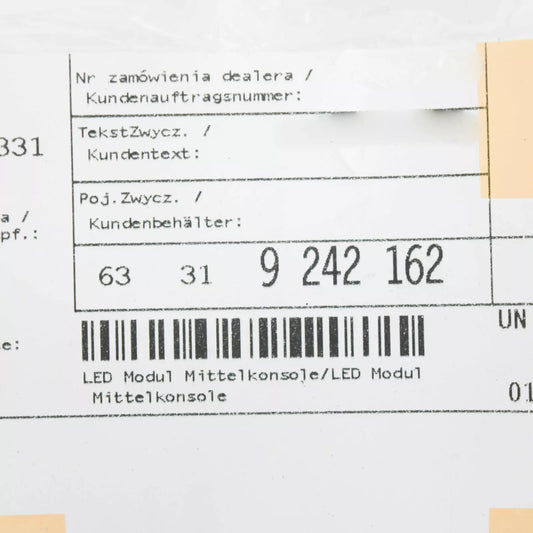 Nr zamówienia dealera /
Kundenauftragsnummer:
TekstZwycz. /
Kundentext:
331
Poj.Zwycz. /
Kundenbehälter:
a /
pf.:
63 31 9 242 162
UN
e:
LED Modul Mittelkonsole/LED Modul
Mittelkonsole
01